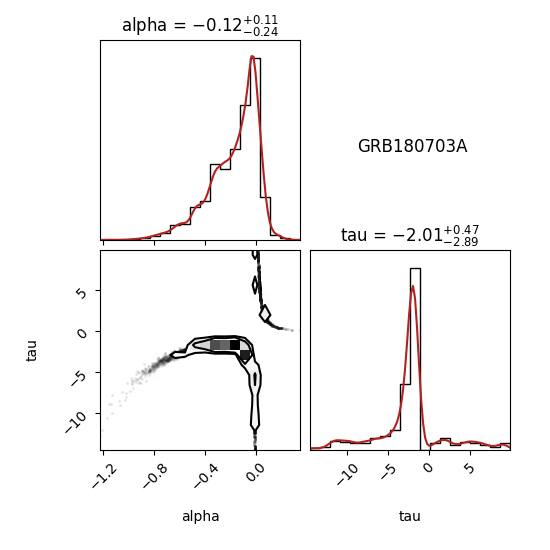 alpha = −0.12+0.11−0.24
GRB180703A
tau = −2.01+0.47−2.89
5
0
−5
−10
tau
−1.2 −0.8 −0.4 0.0
alpha
−10 −5 0 5
tau